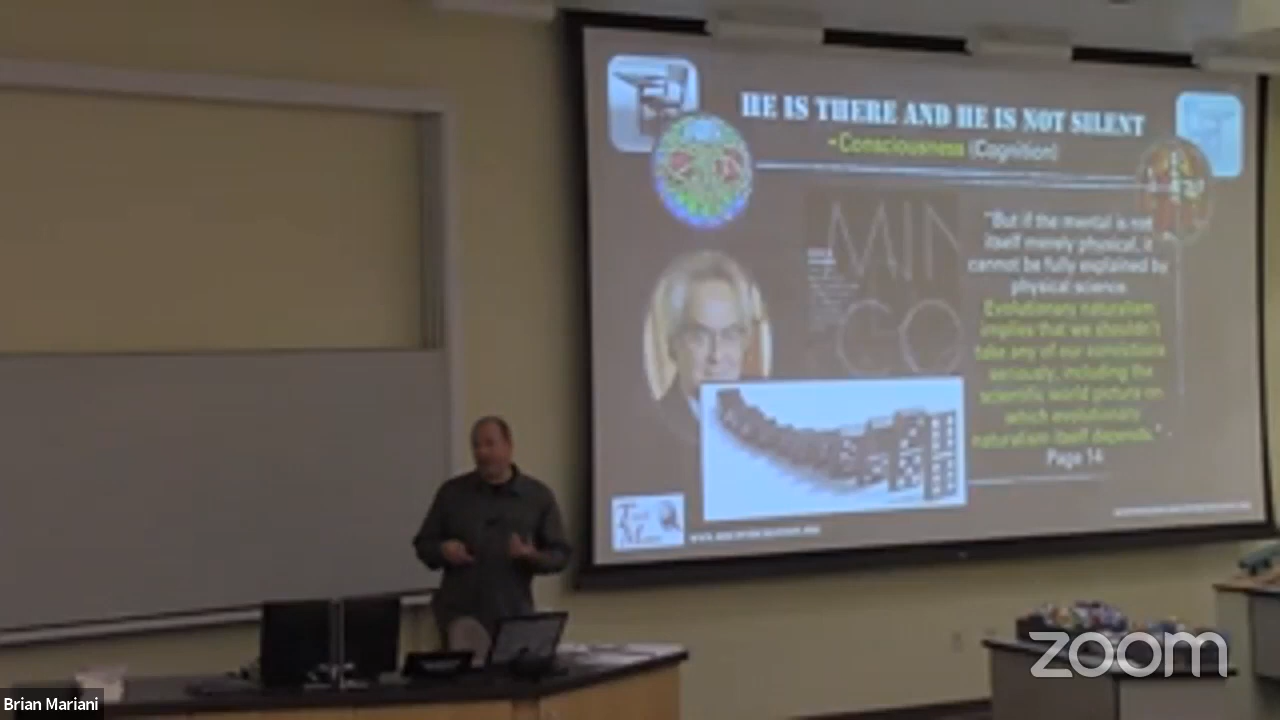 HE IS THERE AND HE IS NOT SILENT
•Consciousness (Cognition)
MIN
CO
"But if the mental is not
itself merely physical, it
cannot be fully explained by
physical science.
Evolutionary naturalism
implies that we shouldn't
take any of our convictions
seriously, including the
scientific world picture on
which evolutionary
naturalism itself depends."
Page 14
zoom
Brian Mariani